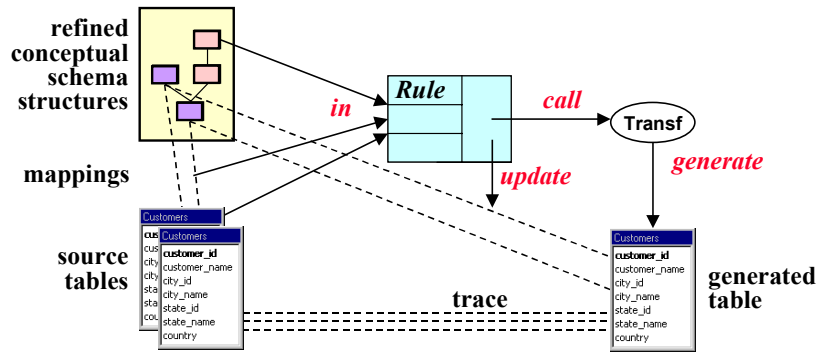 refined
conceptual
schema
structures
in
Rule
call
Transf
update
generate
mappings
source
tables
Customers
Customers
customer_id
customer_name
city_id
city_name
state_id
state_name
country
trace
Customers
customer_id
customer_name
city_id
city_name
state_id
state_name
country
generated
table